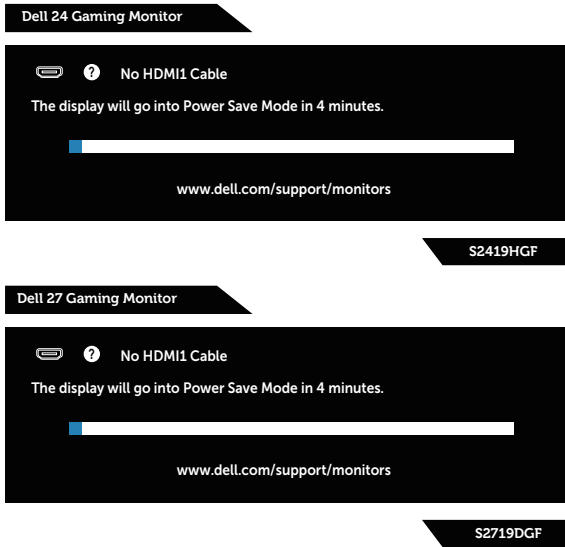 Dell 24 Gaming Monitor
? No HDMI1 Cable
The display will go into Power Save Mode in 4 minutes.
www.dell.com/support/monitors
S2419HGF
Dell 27 Gaming Monitor
? No HDMI1 Cable
The display will go into Power Save Mode in 4 minutes.
www.dell.com/support/monitors
S2719DGF